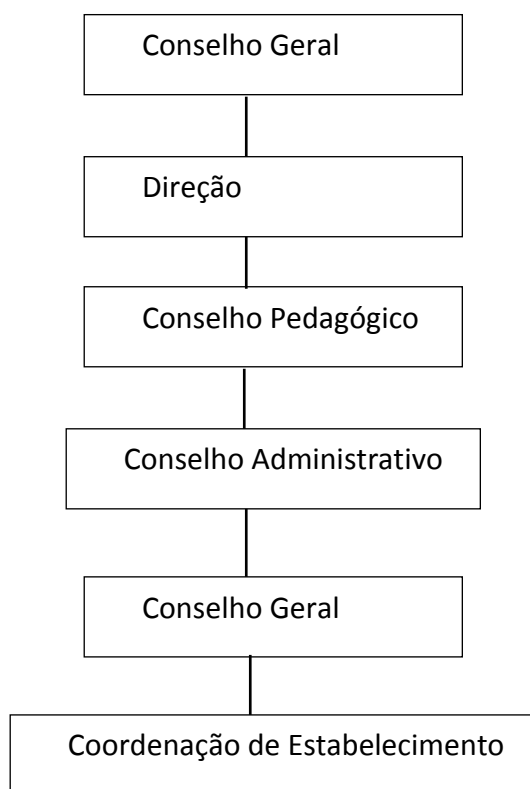 Conselho Geral
Direção
Conselho Pedagógico
Conselho Administrativo
Conselho Geral
Coordenação de Estabelecimento